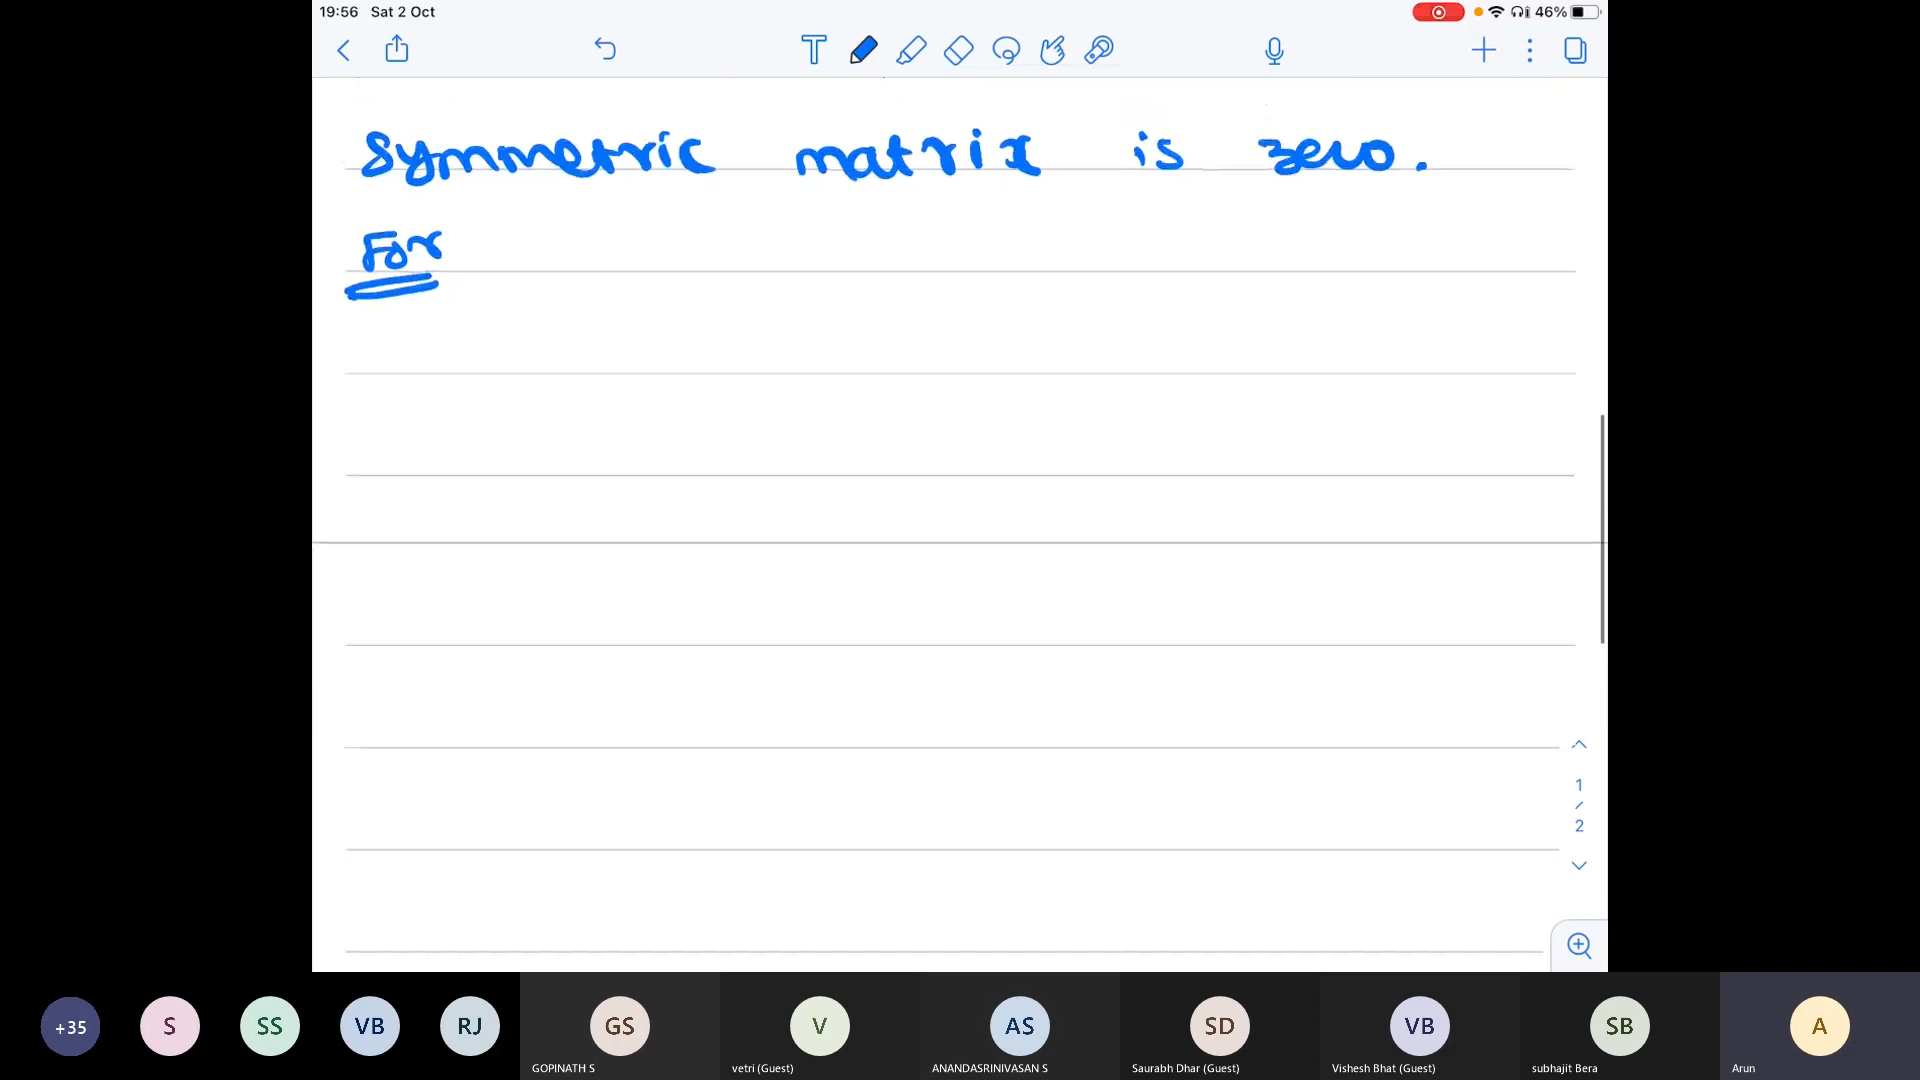 19:56 Sat 2 Oct
46%
T
Symmetric matrix is zero.
For
1
/
2
+35
S
SS
VB
RJ
GS
V
AS
SD
VB
SB
A
GOPINATH S
vetri (Guest)
ANANDASRINIVASAN S
Saurabh Dhar (Guest)
Vishesh Bhat (Guest)
subhajit Bera
Arun